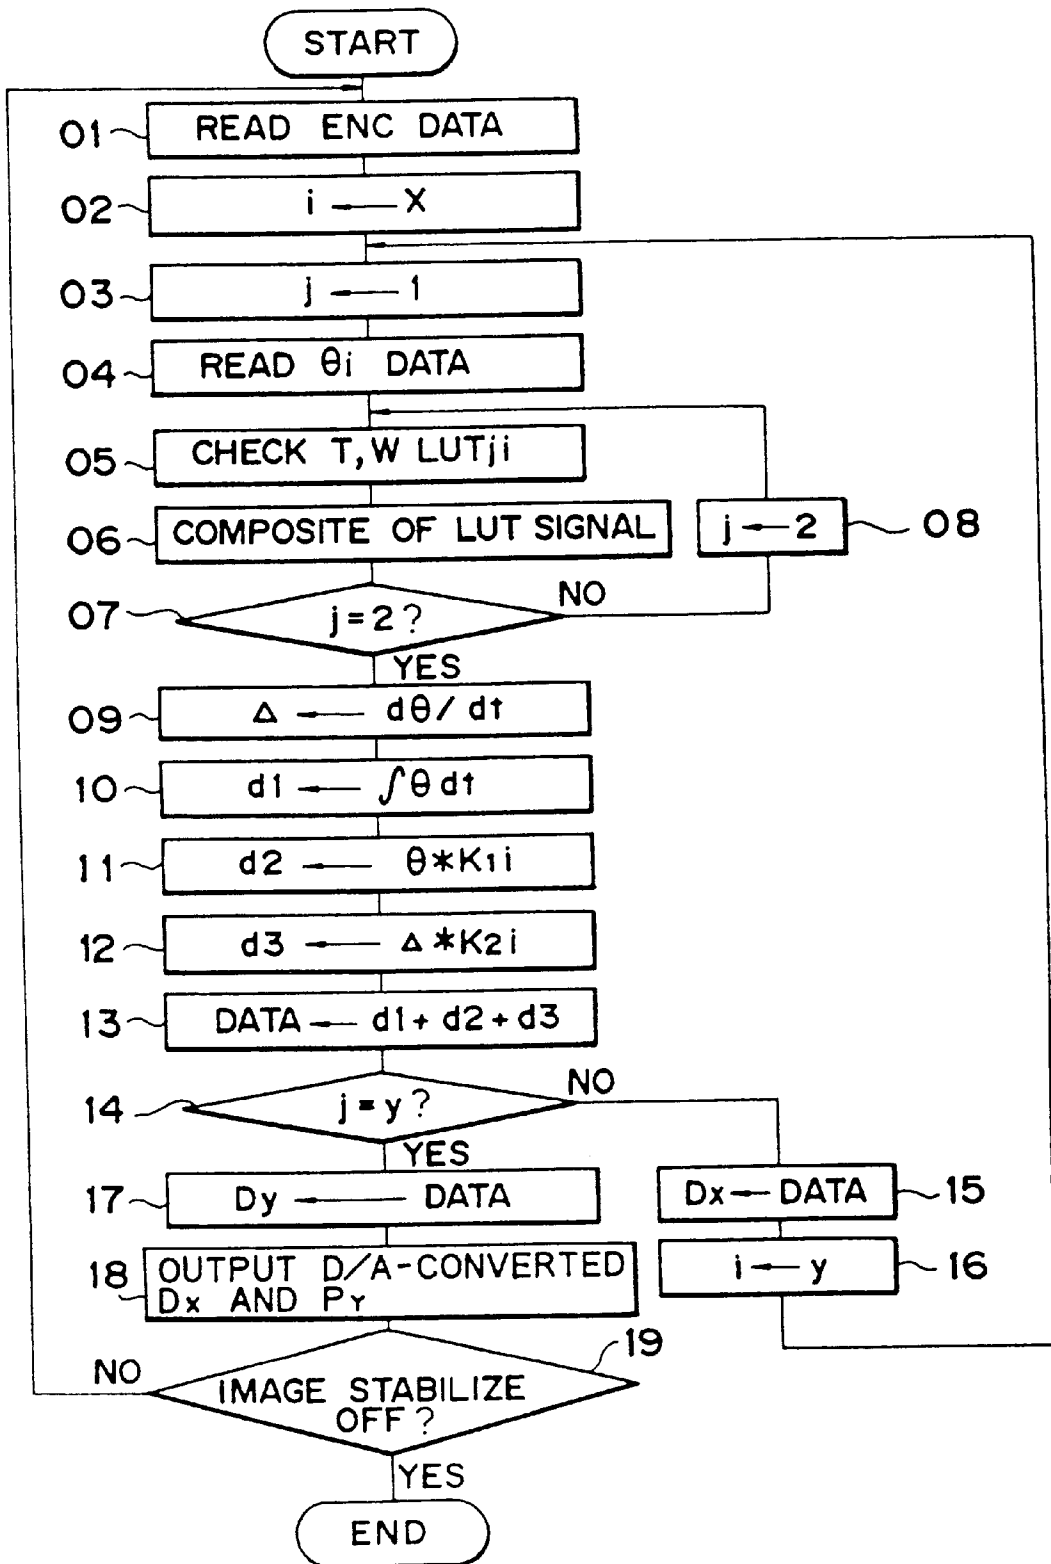 START
01 READ ENC DATA
02 i ← X
03 j ← 1
04 READ θi DATA
05 CHECK T, W LUTji
06 COMPOSITE OF LUT SIGNAL
j ← 2 08
07 j = 2 ? NO
YES
09 Δ ← dθ/dt
10 d1 ← ∫θdt
11 d2 ← θ*K1i
12 d3 ← Δ*K2i
13 DATA ← d1 + d2 + d3
14 j = y ? NO
YES
17 Dy ← DATA
Dx ← DATA 15
i ← y 16
18 OUTPUT D/A-CONVERTED
Dx AND PY
19
NO IMAGE STABILIZE
OFF ?
YES
END